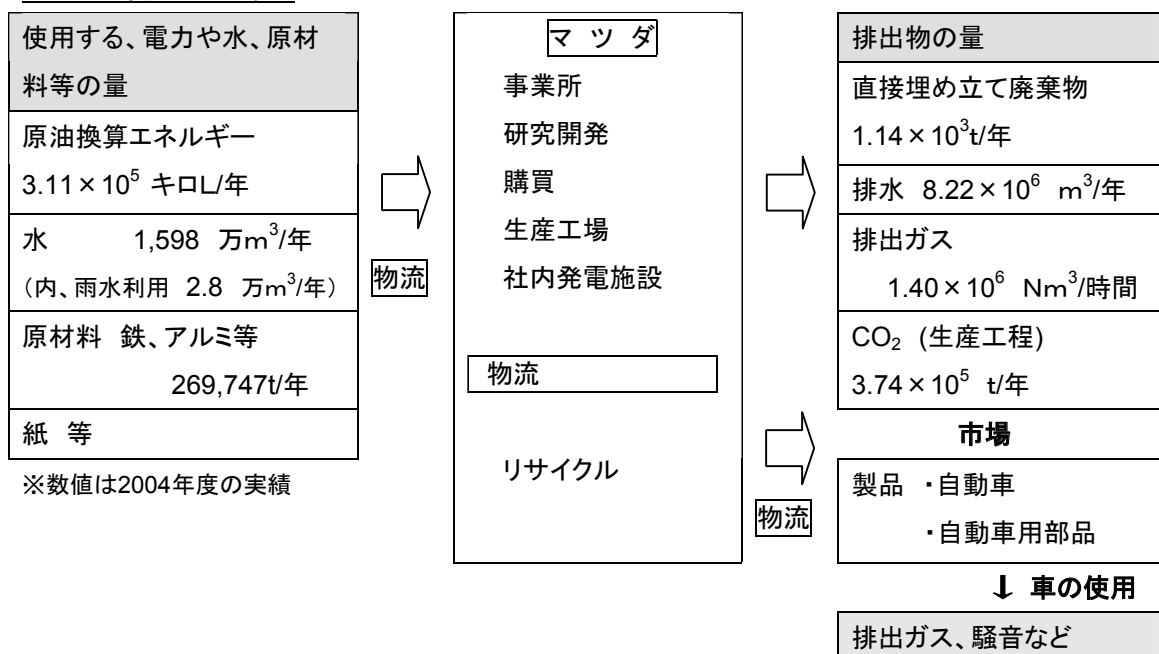 使用する、電力や水、原材
料等の量
原油換算エネルギー
3.11×10⁵ キロL/年
水 1,598 万m³/年
（内、雨水利用 2.8 万m³/年）
原材料 鉄、アルミ等
269,747t/年
紙 等
※数値は2004年度の実績
物流
マ ツ ダ
事業所
研究開発
購買
生産工場
社内発電施設
物流
リサイクル
物流
排出物の量
直接埋め立て廃棄物
1.14×10³t/年
排水 8.22×10⁶ m³/年
排出ガス
1.40×10⁶ Nm³/時間
CO₂ (生産工程)
3.74×10⁵ t/年
市場
製品 ・自動車
・自動車用部品
↓ 車の使用
排出ガス、騒音など